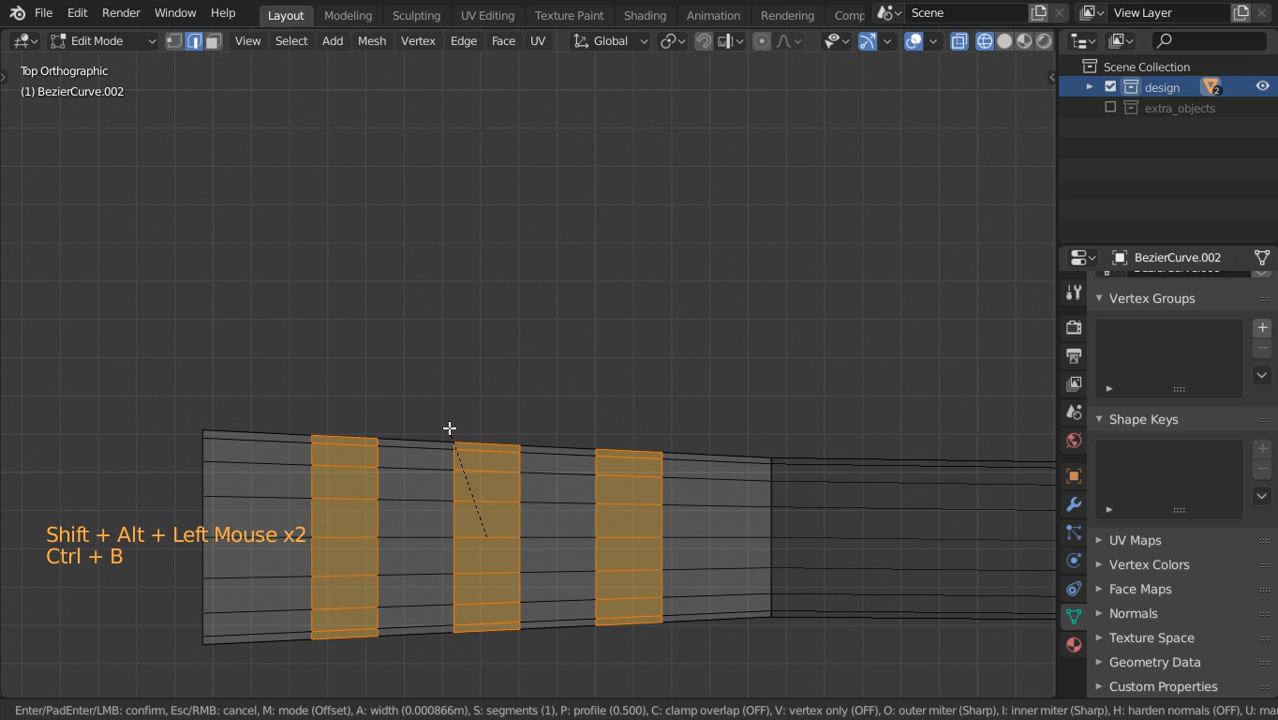 File Edit Render Window Help Layout Modeling Sculpting UV Editing Texture Paint Shading Animation Rendering Comp Scene View Layer
Edit Mode View Select Add Mesh Vertex Edge Face UV Global
Top Orthographic
(1) BezierCurve.002
Scene Collection
design 2
extra_objects
BezierCurve.002
Vertex Groups
Shape Keys
UV Maps
Vertex Colors
Face Maps
Normals
Texture Space
Geometry Data
Custom Properties
Shift + Alt + Left Mouse x2
Ctrl + B
Enter/PadEnter/LMB: confirm, Esc/RMB: cancel, M: mode (Offset), A: width (0.000866m), S: segments (1), P: profile (0.500), C: clamp overlap (OFF), V: vertex only (OFF), O: outer miter (Sharp), I: inner miter (Sharp), H: harden normals (OFF), U: ma